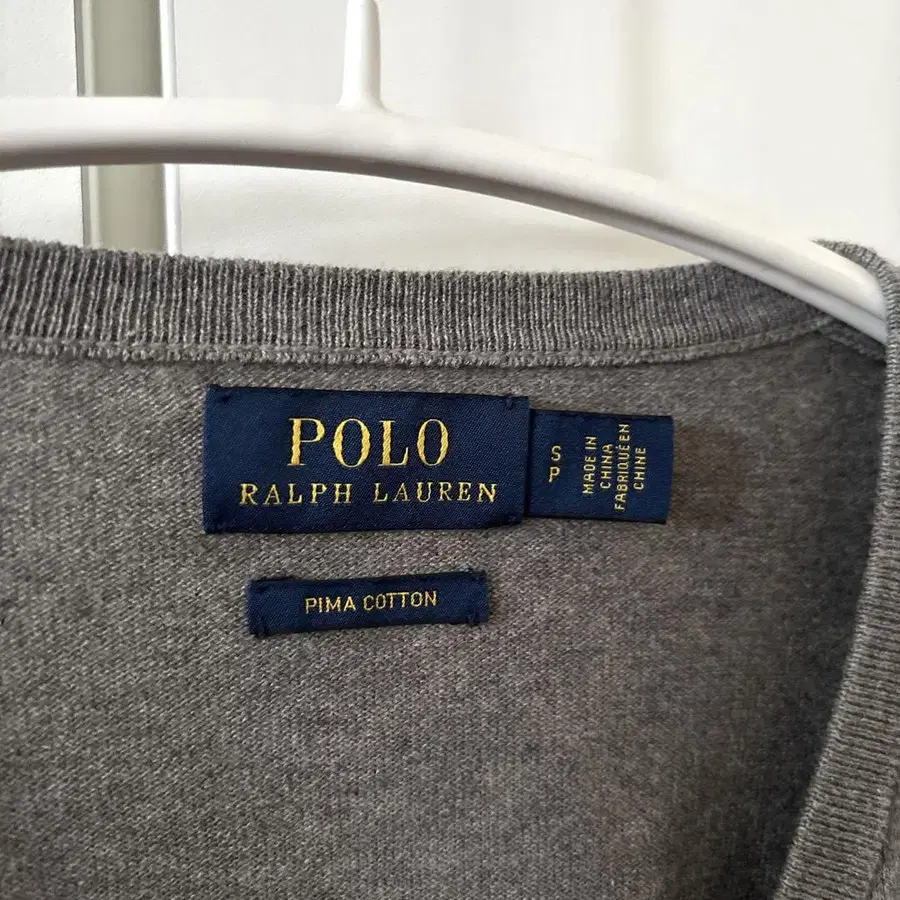 POLO
RALPH LAUREN
S
P
MADE IN
CHINA
FABRIQUÉ EN
CHINE
PIMA COTTON